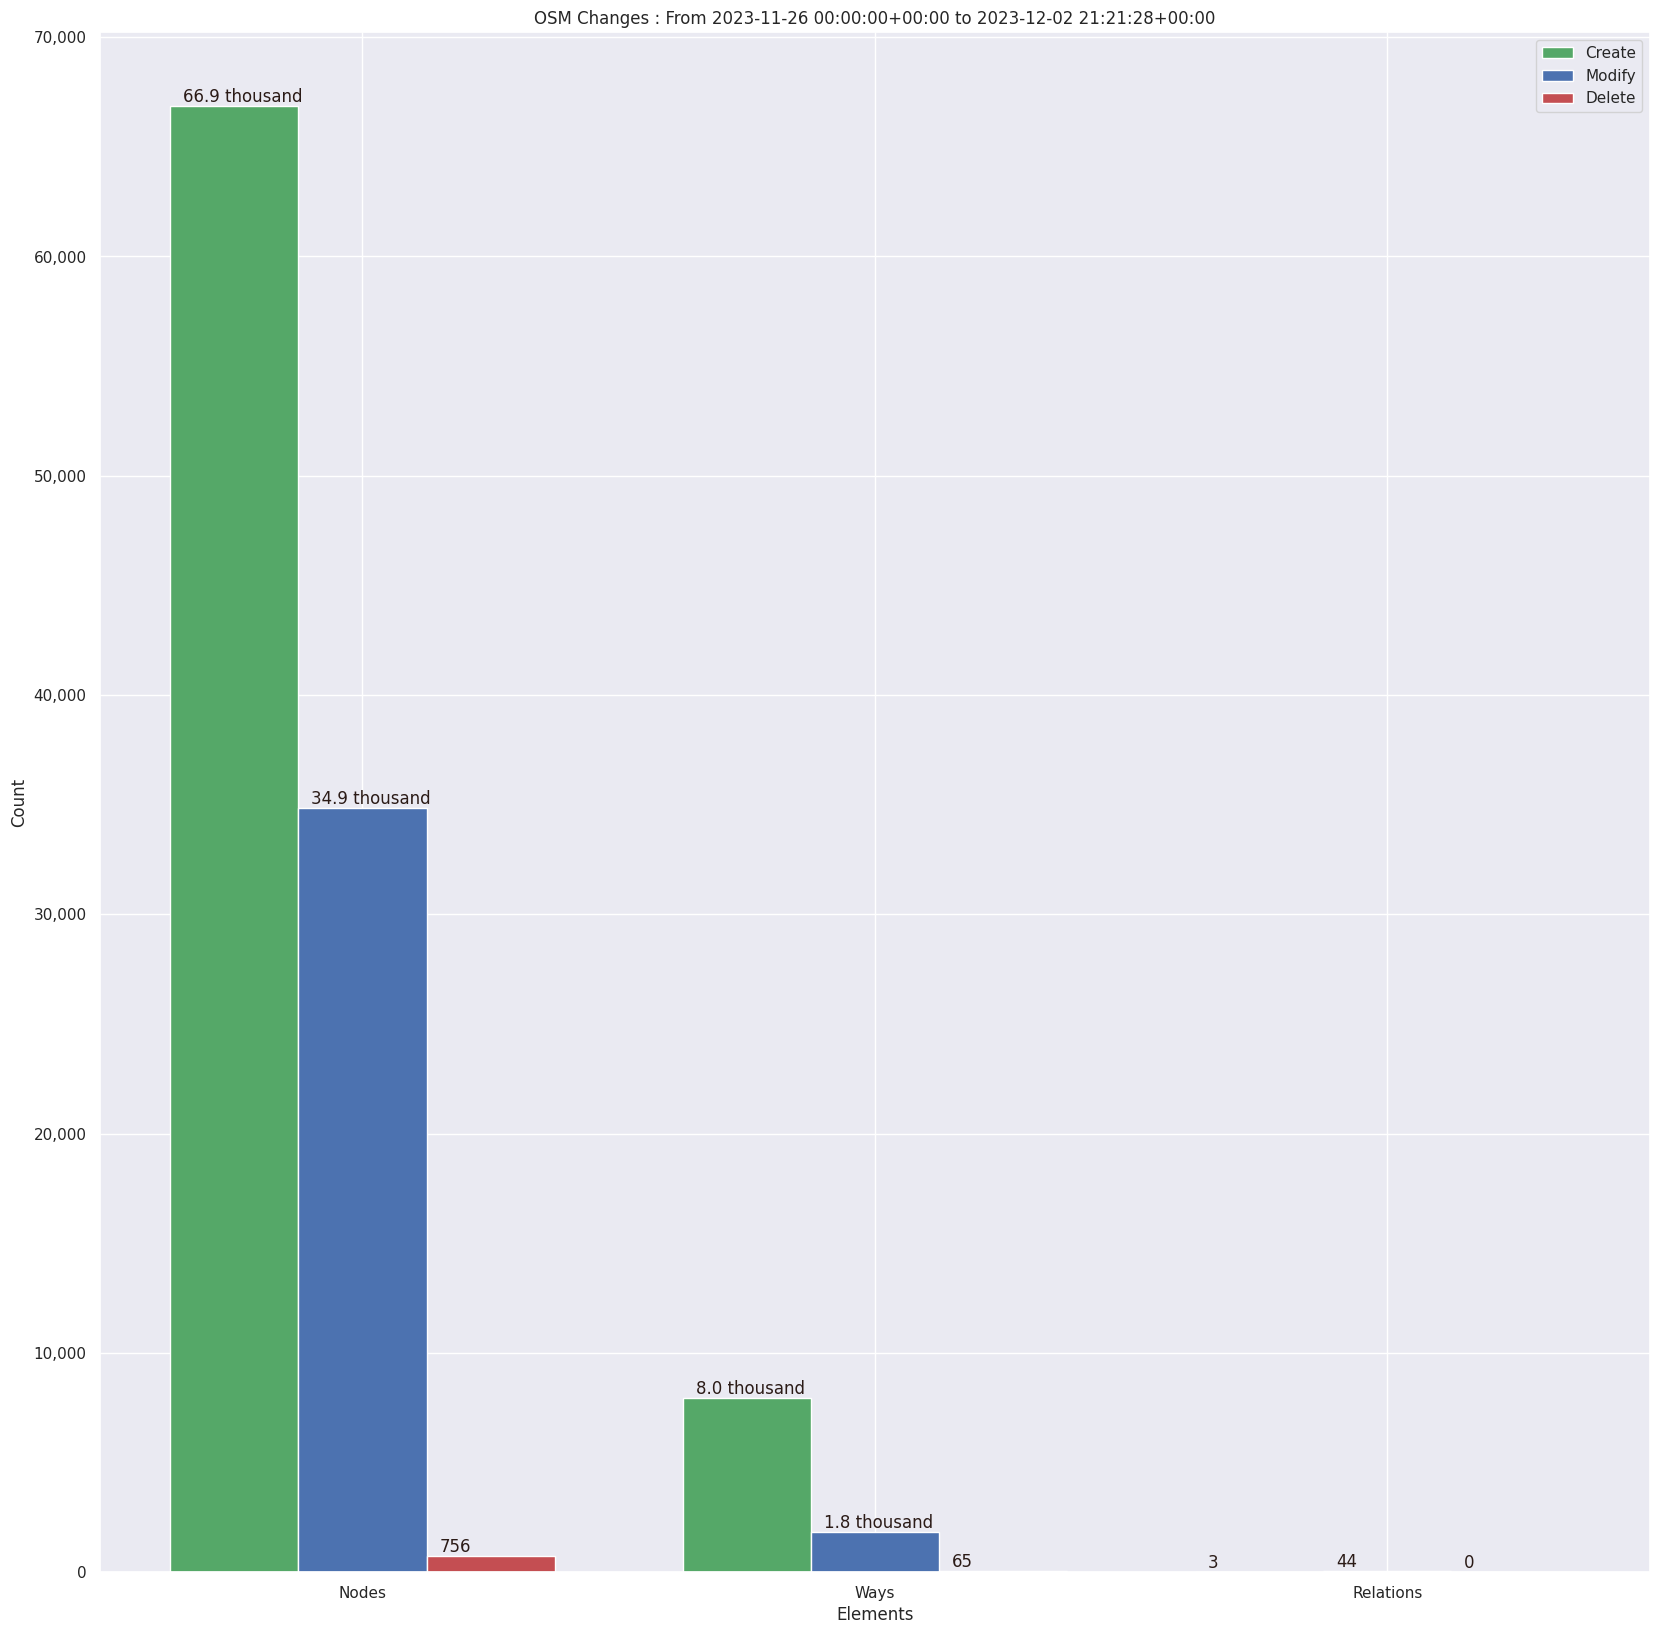 OSM Changes : From 2023-11-26 00:00:00+00:00 to 2023-12-02 21:21:28+00:00
Create
Modify
Delete
Count
70,000
60,000
50,000
40,000
30,000
20,000
10,000
0
66.9 thousand
34.9 thousand
756
8.0 thousand
1.8 thousand
65
3
44
0
Nodes
Ways
Relations
Elements